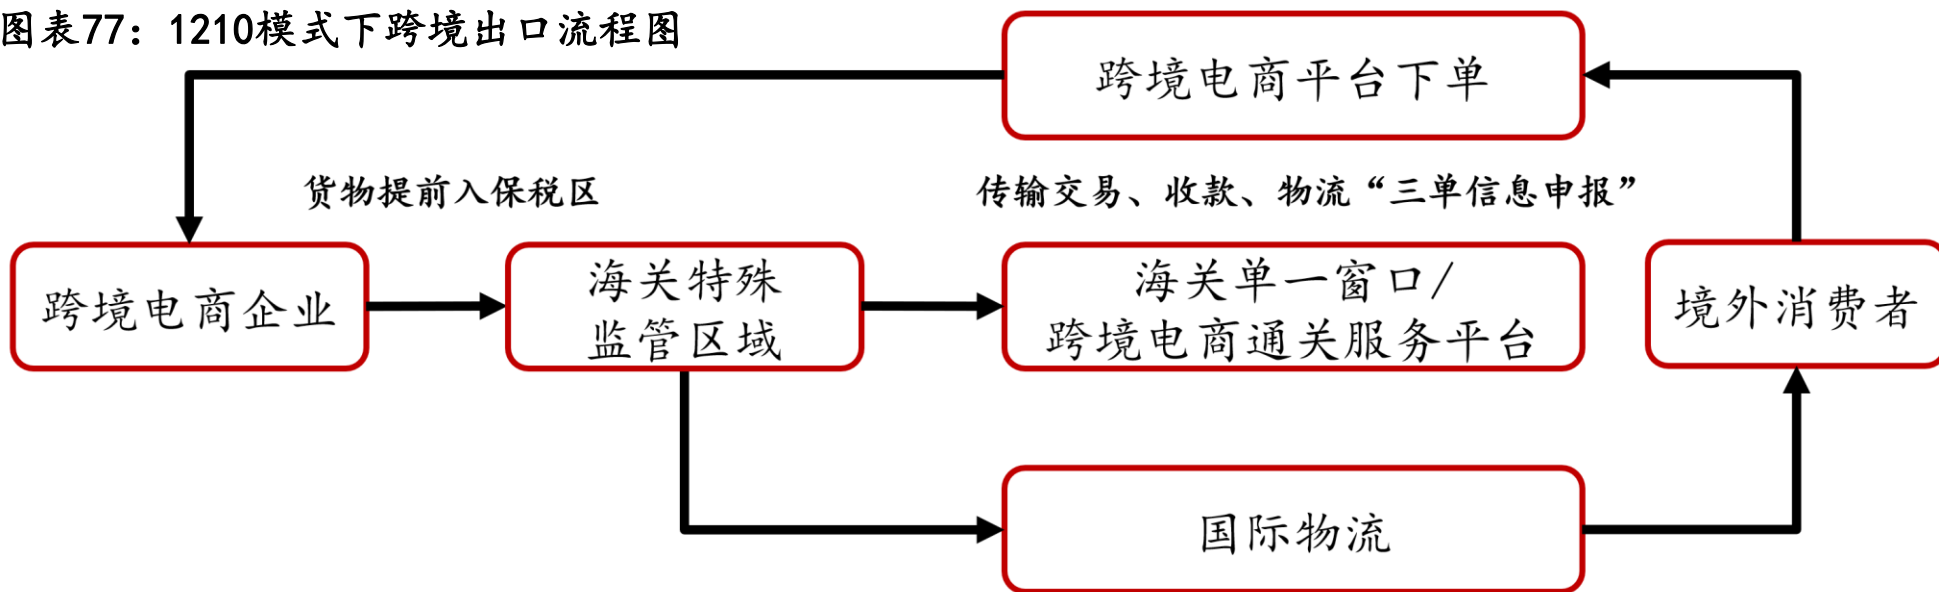 图表77：1210模式下跨境出口流程图
跨境电商平台下单
货物提前入保税区
传输交易、收款、物流“三单信息申报”
跨境电商企业
海关特殊
监管区域
海关单一窗口/
跨境电商通关服务平台
境外消费者
国际物流